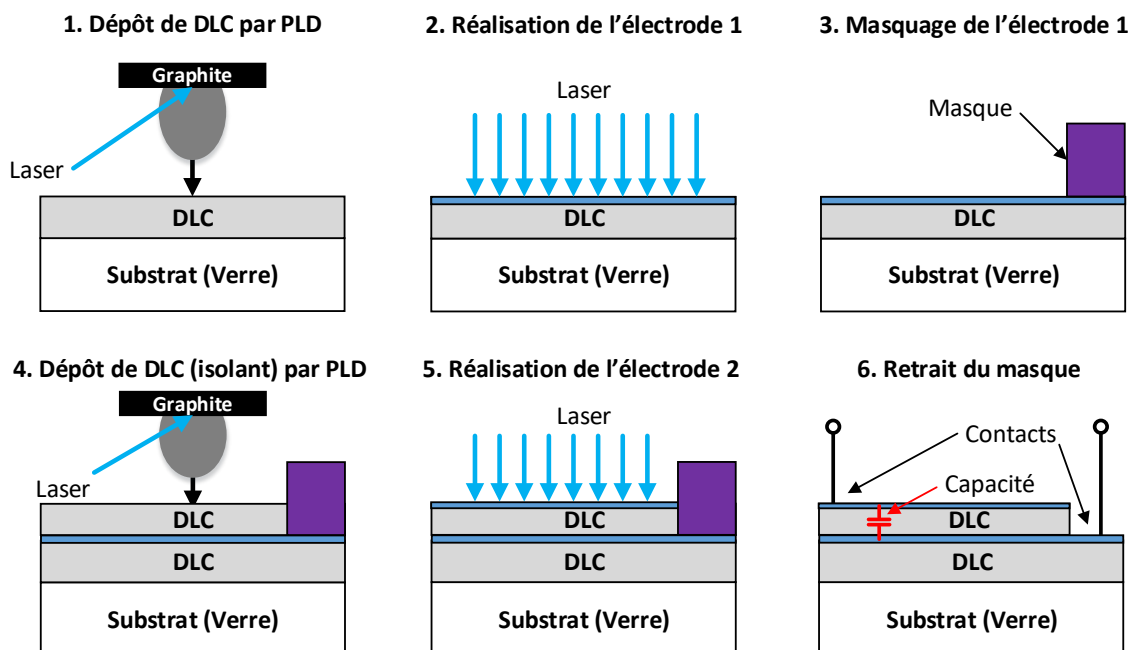 1. Dépôt de DLC par PLD
Graphite
Laser
DLC
Substrat (Verre)
2. Réalisation de l'électrode 1
Laser
DLC
Substrat (Verre)
3. Masquage de l'électrode 1
Masque
DLC
Substrat (Verre)
4. Dépôt de DLC (isolant) par PLD
Graphite
Laser
DLC
DLC
Substrat (Verre)
5. Réalisation de l'électrode 2
Laser
DLC
DLC
Substrat (Verre)
6. Retrait du masque
Contacts
Capacité
DLC
DLC
Substrat (Verre)